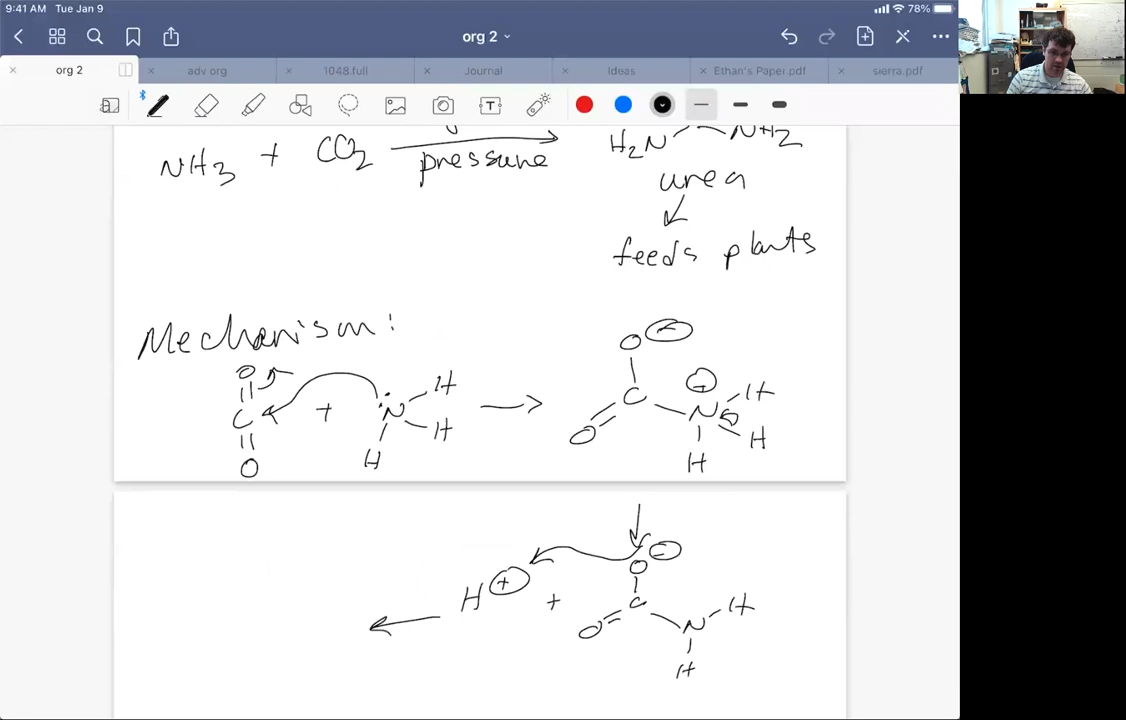 9:41 AM Tue Jan 9
78%
org 2
org 2
adv org
1048.full
Journal
Ideas
Ethan's Paper.pdf
sierra.pdf
T
NH3 + CO2 pressure H2N NH2
urea
feeds plants
Mechanism:
O
C
O
+
N
H
H
H
O ⊖
C
O
⊕
N
H
H
H
H ⊕ +
O ⊖
C
O
N
H
H